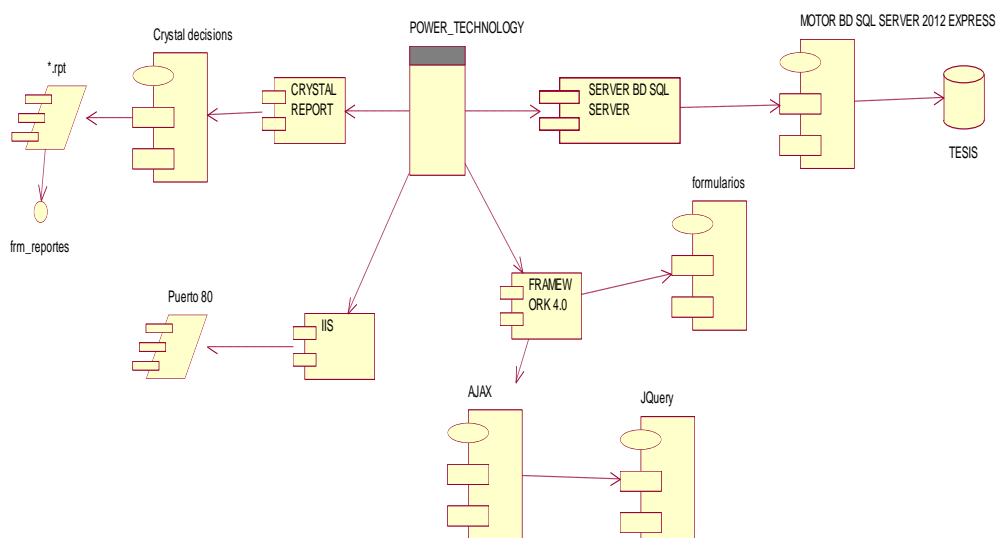 MOTOR BD SQL SERVER 2012 EXPRESS
POWER_TECHNOLOGY
Crystal decisions
*.rpt
CRYSTAL
REPORT
SERVER BD SQL
SERVER
TESIS
formularios
frm_reportes
FRAMEW
ORK 4.0
Puerto 80
IIS
AJAX
JQuery